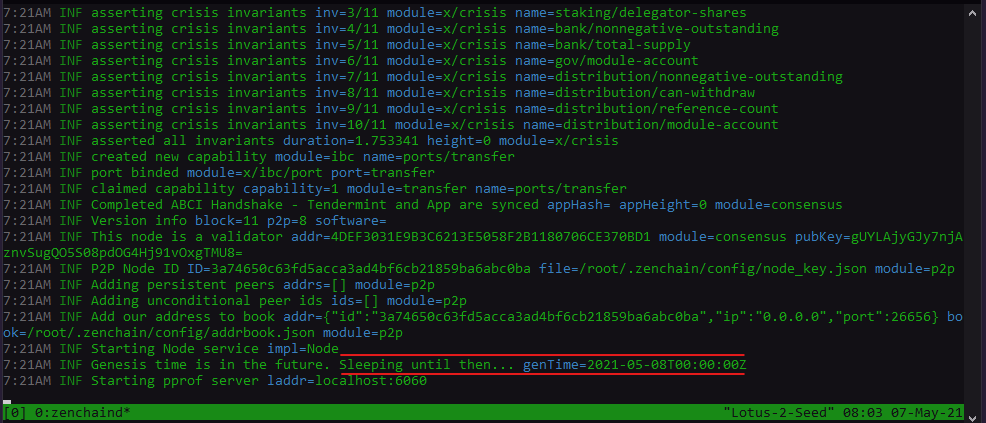 7:21AM INF asserting crisis invariants inv=3/11 module=x/crisis name=staking/delegator-shares
7:21AM INF asserting crisis invariants inv=4/11 module=x/crisis name=bank/nonnegative-outstanding
7:21AM INF asserting crisis invariants inv=5/11 module=x/crisis name=bank/total-supply
7:21AM INF asserting crisis invariants inv=6/11 module=x/crisis name=gov/module-account
7:21AM INF asserting crisis invariants inv=7/11 module=x/crisis name=distribution/nonnegative-outstanding
7:21AM INF asserting crisis invariants inv=8/11 module=x/crisis name=distribution/can-withdraw
7:21AM INF asserting crisis invariants inv=9/11 module=x/crisis name=distribution/reference-count
7:21AM INF asserting crisis invariants inv=10/11 module=x/crisis name=distribution/module-account
7:21AM INF asserted all invariants duration=1.753341 height=0 module=x/crisis
7:21AM INF created new capability module=ibc name=ports/transfer
7:21AM INF port binded module=x/ibc/port port=transfer
7:21AM INF claimed capability capability=1 module=transfer name=ports/transfer
7:21AM INF Completed ABCI Handshake - Tendermint and App are synced appHash= appHeight=0 module=consensus
7:21AM INF Version info block=11 p2p=8 software=
7:21AM INF This node is a validator addr=4DEF3031E9B3C6213E5058F2B1180706CE370BD1 module=consensus pubKey=gUYLAjyGJy7njA
znvSugQO5S08pdOG4Hj91vOxgTMU8=
7:21AM INF P2P Node ID ID=3a74650c63fd5acca3ad4bf6cb21859ba6abc0ba file=/root/.zenchain/config/node_key.json module=p2p
7:21AM INF Adding persistent peers addrs=[] module=p2p
7:21AM INF Adding unconditional peer ids ids=[] module=p2p
7:21AM INF Add our address to book addr={"id":"3a74650c63fd5acca3ad4bf6cb21859ba6abc0ba","ip":"0.0.0.0","port":26656} bo
ok=/root/.zenchain/config/addrbook.json module=p2p
7:21AM INF Starting Node service impl=Node
7:21AM INF Genesis time is in the future. Sleeping until then... genTime=2021-05-08T00:00:00Z
7:21AM INF Starting pprof server laddr=localhost:6060
[0] 0:zenchaind* "Lotus-2-Seed" 08:03 07-May-21